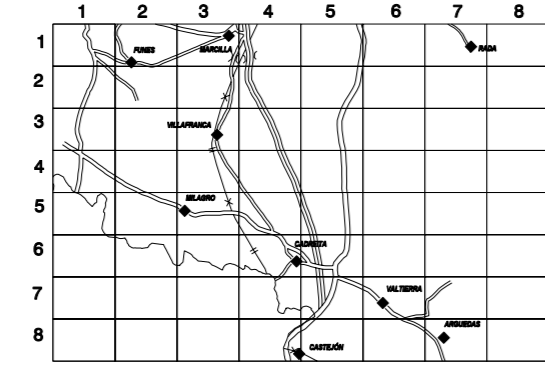 1 2 3 4 5 6 7 8
1
FUNES
MARCILLA
RADA
2
3
VILLAFRANCA
4
5
MILAGRO
6
CADREITA
7
VALTIERRA
8
ARGUEDAS
CASTEJÓN